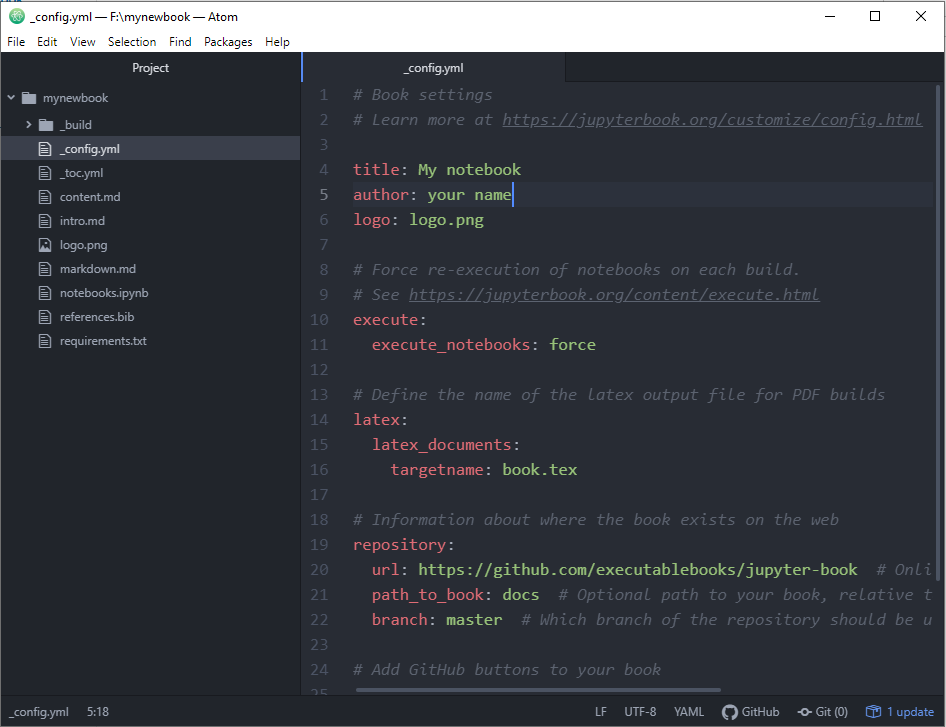 _config.yml — F:\mynewbook — Atom
File Edit View Selection Find Packages Help
Project
_config.yml
mynewbook
_build
_config.yml
_toc.yml
content.md
intro.md
logo.png
markdown.md
notebooks.ipynb
references.bib
requirements.txt
1 # Book settings
2 # Learn more at https://jupyterbook.org/customize/config.html
3
4 title: My notebook
5 author: your name
6 logo: logo.png
7
8 # Force re-execution of notebooks on each build.
9 # See https://jupyterbook.org/content/execute.html
10 execute:
11   execute_notebooks: force
12
13 # Define the name of the latex output file for PDF builds
14 latex:
15   latex_documents:
16     targetname: book.tex
17
18 # Information about where the book exists on the web
19 repository:
20   url: https://github.com/executablebooks/jupyter-book  # Onli
21   path_to_book: docs  # Optional path to your book, relative t
22   branch: master  # Which branch of the repository should be u
23
24 # Add GitHub buttons to your book
25
_config.yml 5:18 LF UTF-8 YAML GitHub Git (0) 1 update